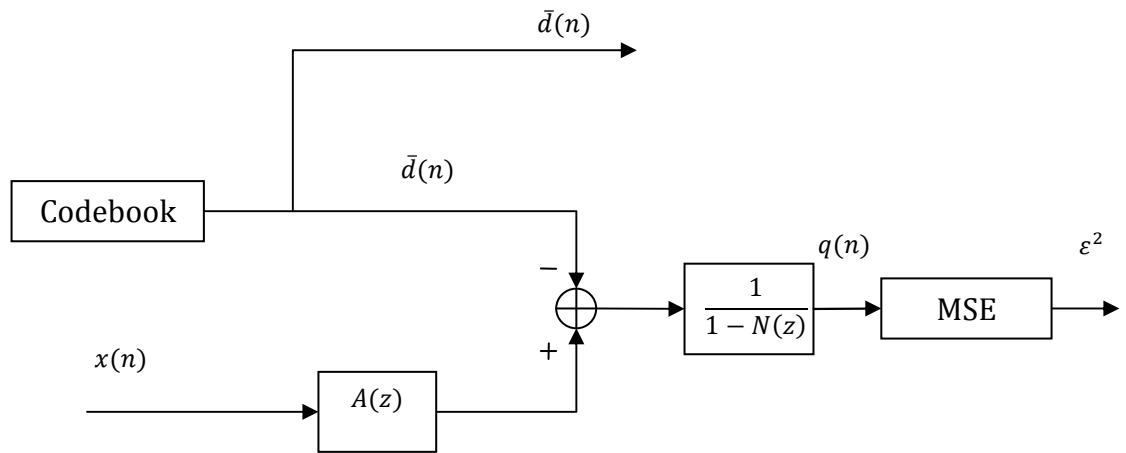 d̄(n)
d̄(n)
Codebook
q(n)
ε²
−
1
1 − N(z)
MSE
+
x(n)
A(z)